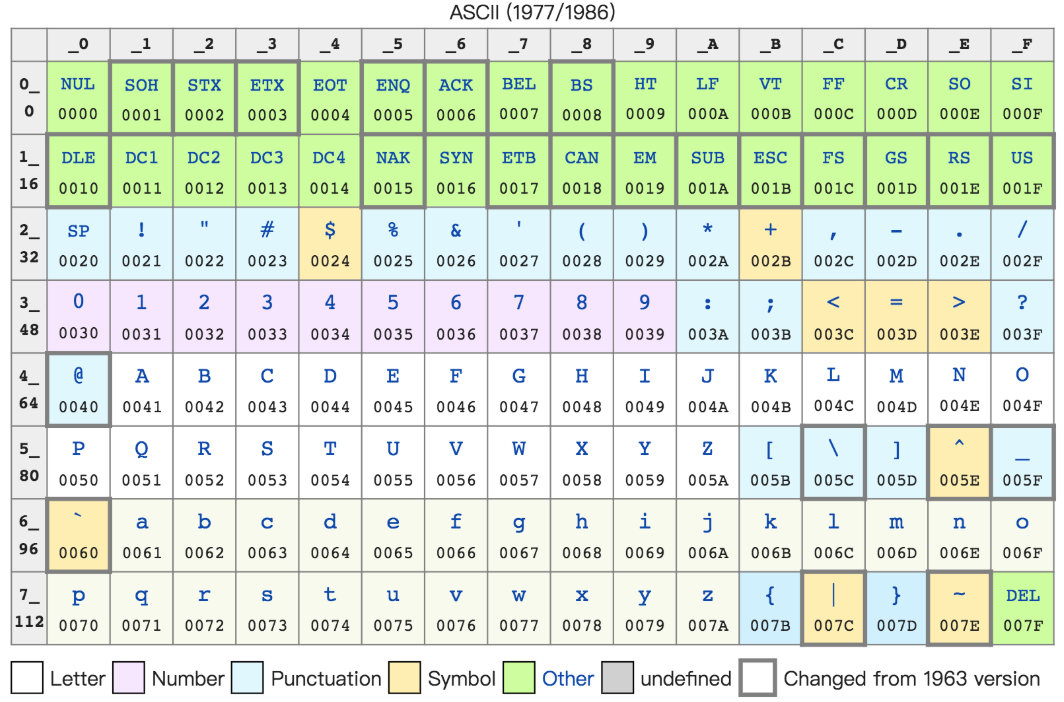 ASCII (1977/1986)
_0 _1 _2 _3 _4 _5 _6 _7 _8 _9 _A _B _C _D _E _F
0_ NUL SOH STX ETX EOT ENQ ACK BEL BS HT LF VT FF CR SO SI
0 0000 0001 0002 0003 0004 0005 0006 0007 0008 0009 000A 000B 000C 000D 000E 000F
1_ DLE DC1 DC2 DC3 DC4 NAK SYN ETB CAN EM SUB ESC FS GS RS US
16 0010 0011 0012 0013 0014 0015 0016 0017 0018 0019 001A 001B 001C 001D 001E 001F
2_ SP ! " # $ % & ' ( ) * + , - . /
32 0020 0021 0022 0023 0024 0025 0026 0027 0028 0029 002A 002B 002C 002D 002E 002F
3_ 0 1 2 3 4 5 6 7 8 9 : ; < = > ?
48 0030 0031 0032 0033 0034 0035 0036 0037 0038 0039 003A 003B 003C 003D 003E 003F
4_ @ A B C D E F G H I J K L M N O
64 0040 0041 0042 0043 0044 0045 0046 0047 0048 0049 004A 004B 004C 004D 004E 004F
5_ P Q R S T U V W X Y Z [ \ ] ^ _
80 0050 0051 0052 0053 0054 0055 0056 0057 0058 0059 005A 005B 005C 005D 005E 005F
6_ ` a b c d e f g h i j k l m n o
96 0060 0061 0062 0063 0064 0065 0066 0067 0068 0069 006A 006B 006C 006D 006E 006F
7_ p q r s t u v w x y z { | } ~ DEL
112 0070 0071 0072 0073 0074 0075 0076 0077 0078 0079 007A 007B 007C 007D 007E 007F
Letter Number Punctuation Symbol Other undefined Changed from 1963 version